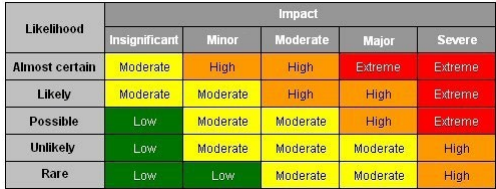 Likelihood
Impact
Insignificant Minor Moderate Major Severe
Almost certain Moderate High High Extreme Extreme
Likely Moderate Moderate High High Extreme
Possible Low Moderate Moderate High Extreme
Unlikely Low Moderate Moderate Moderate High
Rare Low Low Moderate Moderate High